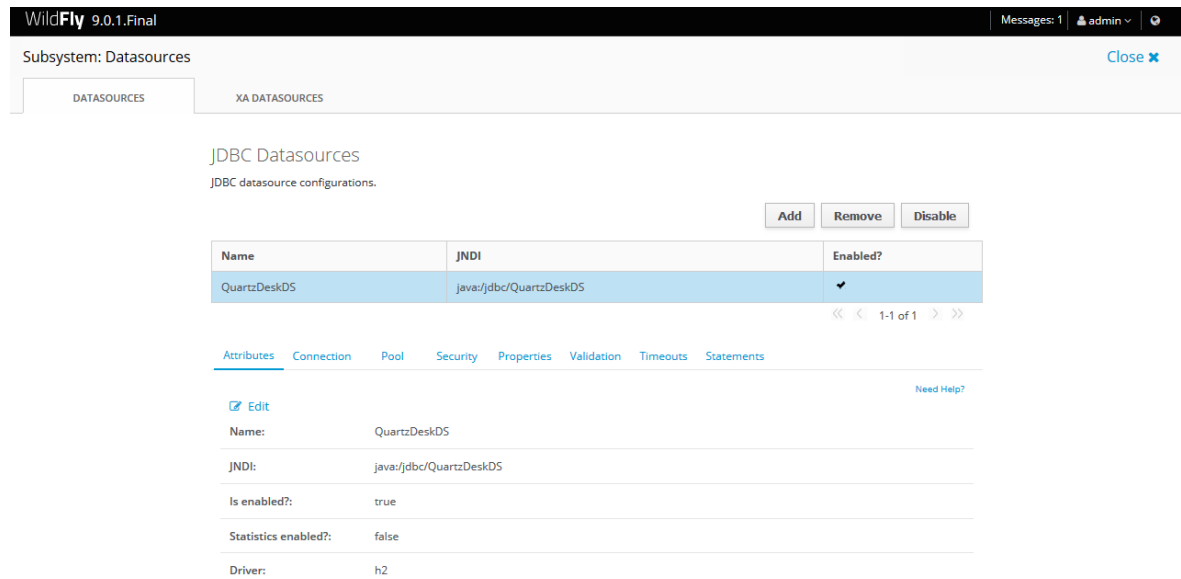 WildFly 9.0.1.Final Messages: 1 admin
Subsystem: Datasources Close
DATASOURCES XA DATASOURCES
JDBC Datasources
JDBC datasource configurations.
Add Remove Disable
Name JNDI Enabled?
QuartzDeskDS java:/jdbc/QuartzDeskDS
1-1 of 1
Attributes Connection Pool Security Properties Validation Timeouts Statements
Need Help?
Edit
Name: QuartzDeskDS
JNDI: java:/jdbc/QuartzDeskDS
Is enabled?: true
Statistics enabled?: false
Driver: h2